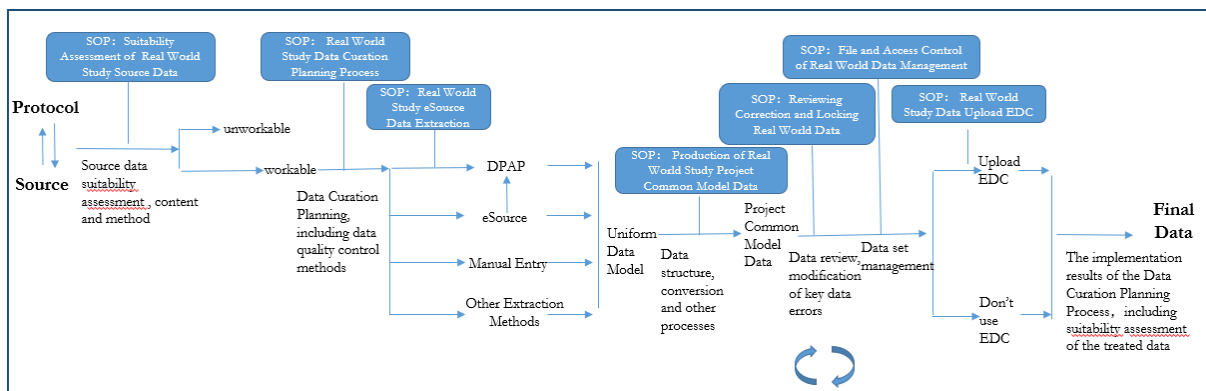 SOP：Suitability
Assessment of Real World
Study Source Data
SOP：Real World
Study Data Curation
Planning Process
SOP：Real World
Study eSource
Data Extraction
SOP：File and Access Control
of Real World Data Management
SOP：Reviewing
Correction and Locking
Real World Data
SOP：Real World
Study Data Upload EDC
SOP：Production of Real
World Study Project
Common Model Data
Protocol
Source
Source data
suitability
assessment , content
and method
unworkable
workable
Data Curation
Planning,
including data
quality control
methods
DPAP
eSource
Manual Entry
Other Extraction
Methods
Uniform
Data
Model
Data
structure,
conversion
and other
processes
Project
Common
Model
Data
Data review,
modification
of key data
errors
Data set
management
Upload
EDC
Don't
use
EDC
Final
Data
The implementation
results of the Data
Curation Planning
Process，including
suitability assessment
of the treated data